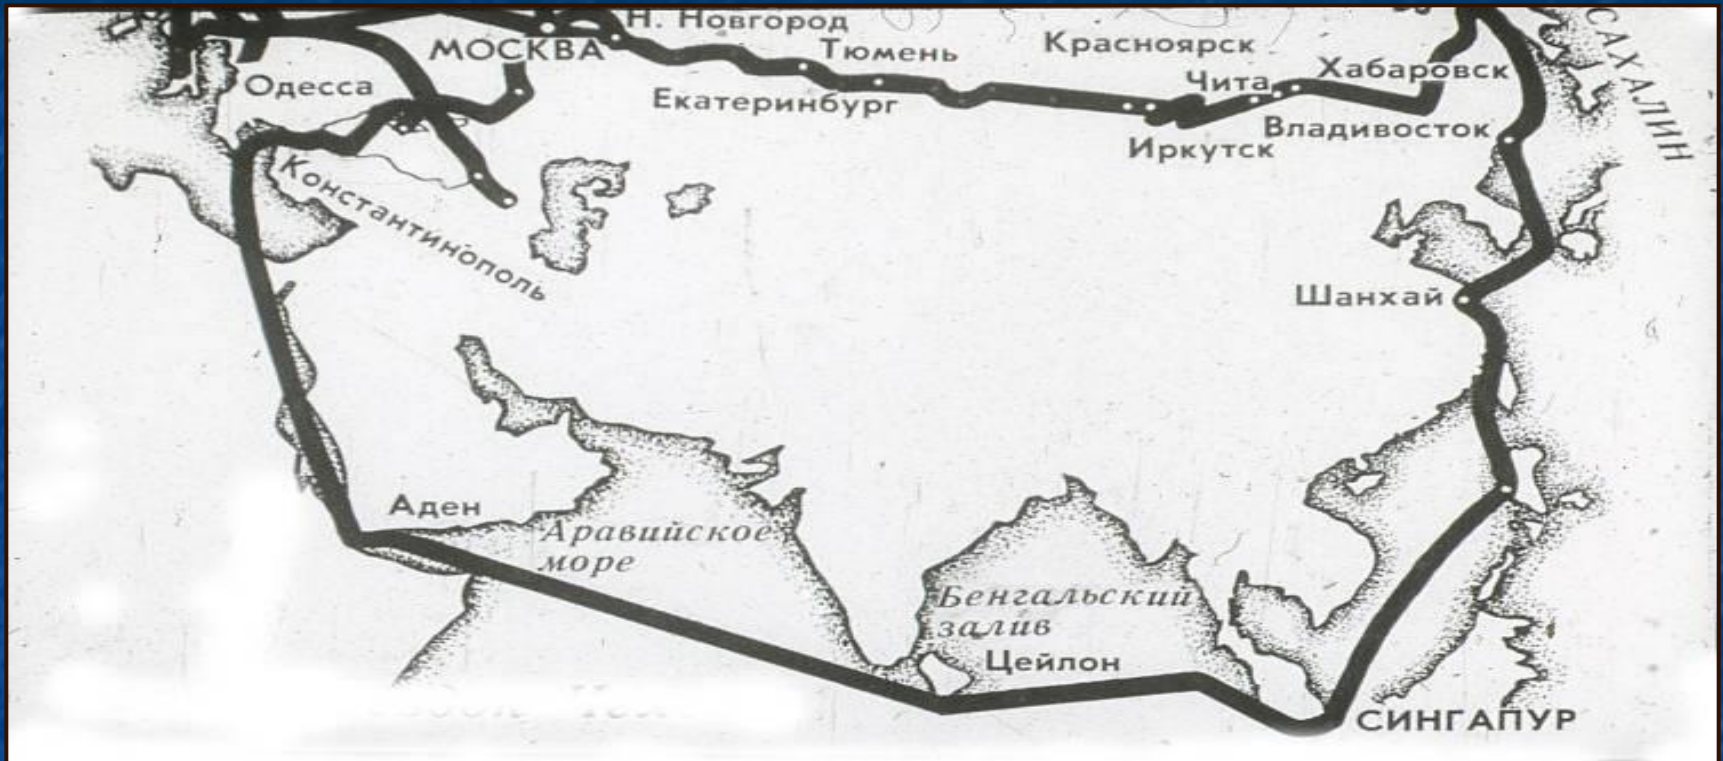 Н. Новгород
МОСКВА
Тюмень
Красноярск
САХАЛИН
Одесса
Екатеринбург
Чита
Хабаровск
Владивосток
Иркутск
Константинополь
Шанхай
Аден
Аравийское
море
Бенгальский
залив
Цейлон
СИНГАПУР